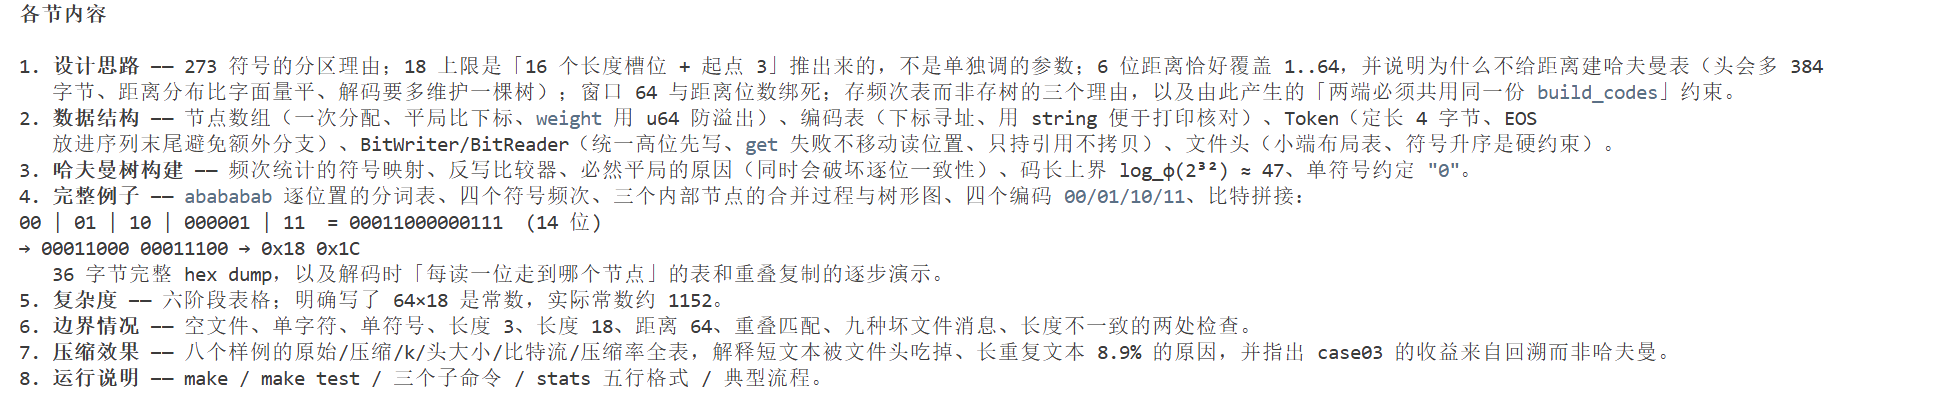 各节内容
1. 设计思路 —— 273 符号的分区理由；18 上限是「16 个长度槽位 + 起点 3」推出来的，不是单独调的参数；6 位距离恰好覆盖 1..64，并说明为什么不给距离建哈夫曼表（头会多 384
字节、距离分布比字面量平、解码要多维护一棵树）；窗口 64 与距离位数绑死；存频次表而非存树的三个理由，以及由此产生的「两端必须共用同一份 build_codes」约束。
2. 数据结构 —— 节点数组（一次分配、平局比下标、weight 用 u64 防溢出）、编码表（下标寻址、用 string 便于打印核对）、Token（定长 4 字节、EOS
放进序列末尾避免额外分支）、BitWriter/BitReader（统一高位先写、get 失败不移动读位置、只持引用不拷贝）、文件头（小端布局表、符号升序是硬约束）。
3. 哈夫曼树构建 —— 频次统计的符号映射、反写比较器、必然平局的原因（同时会破坏逐位一致性）、码长上界 log_φ(2³²) ≈ 47、单符号约定 "0"。
4. 完整例子 —— abababab 逐位置的分词表、四个符号频次、三个内部节点的合并过程与树形图、四个编码 00/01/10/11、比特拼接：
00 | 01 | 10 | 000001 | 11  = 00011000000111  (14 位)
→ 00011000 00011100 → 0x18 0x1C
36 字节完整 hex dump，以及解码时「每读一位走到哪个节点」的表和重叠复制的逐步演示。
5. 复杂度 —— 六阶段表格；明确写了 64×18 是常数，实际常数约 1152。
6. 边界情况 —— 空文件、单字符、单符号、长度 3、长度 18、距离 64、重叠匹配、九种坏文件消息、长度不一致的两处检查。
7. 压缩效果 —— 八个样例的原始/压缩/k/头大小/比特流/压缩率全表，解释短文本被文件头吃掉、长重复文本 8.9% 的原因，并指出 case03 的收益来自回溯而非哈夫曼。
8. 运行说明 —— make / make test / 三个子命令 / stats 五行格式 / 典型流程。